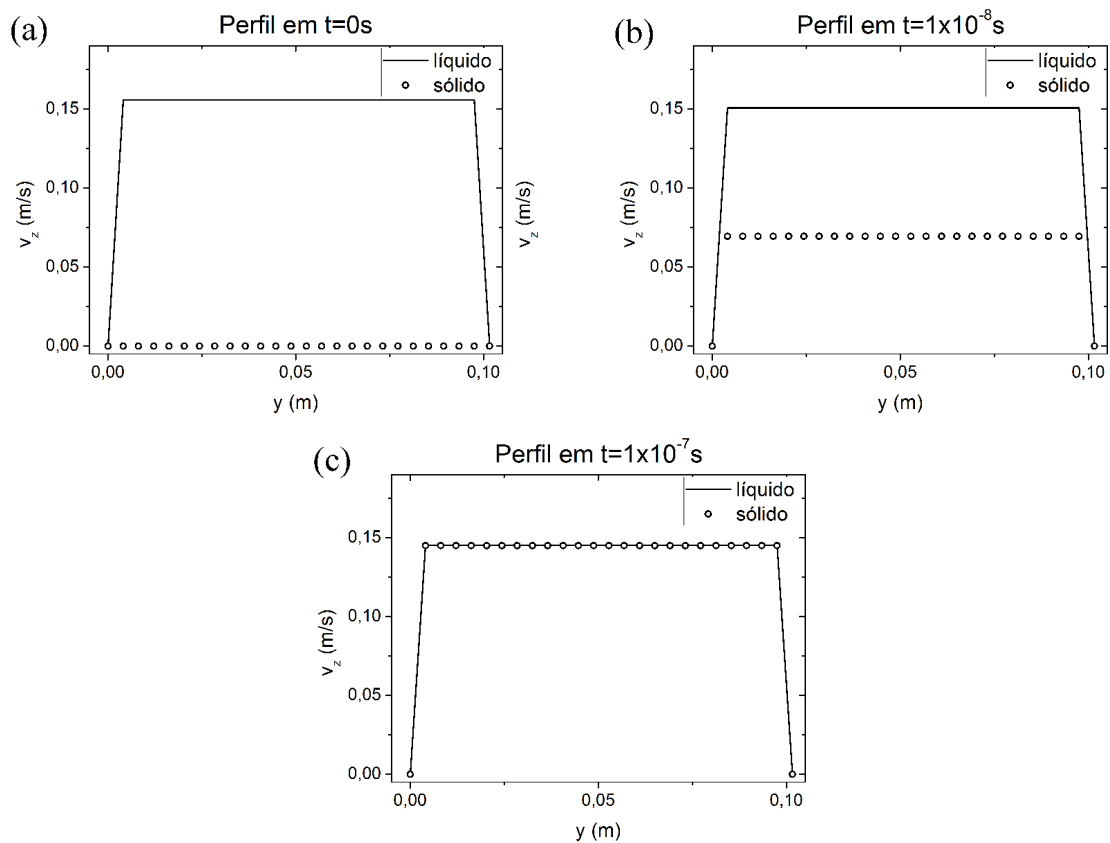 (a)
Perfil em t=0s
líquido
sólido
0,15
0,10
0,05
0,00
v_z (m/s)
v_z (m/s)
0,00
0,05
0,10
y (m)
(b)
Perfil em t=1x10⁻⁸s
líquido
sólido
0,15
0,10
0,05
0,00
v_z (m/s)
0,00
0,05
0,10
y (m)
(c)
Perfil em t=1x10⁻⁷s
líquido
sólido
0,15
0,10
0,05
0,00
v_z (m/s)
0,00
0,05
0,10
y (m)